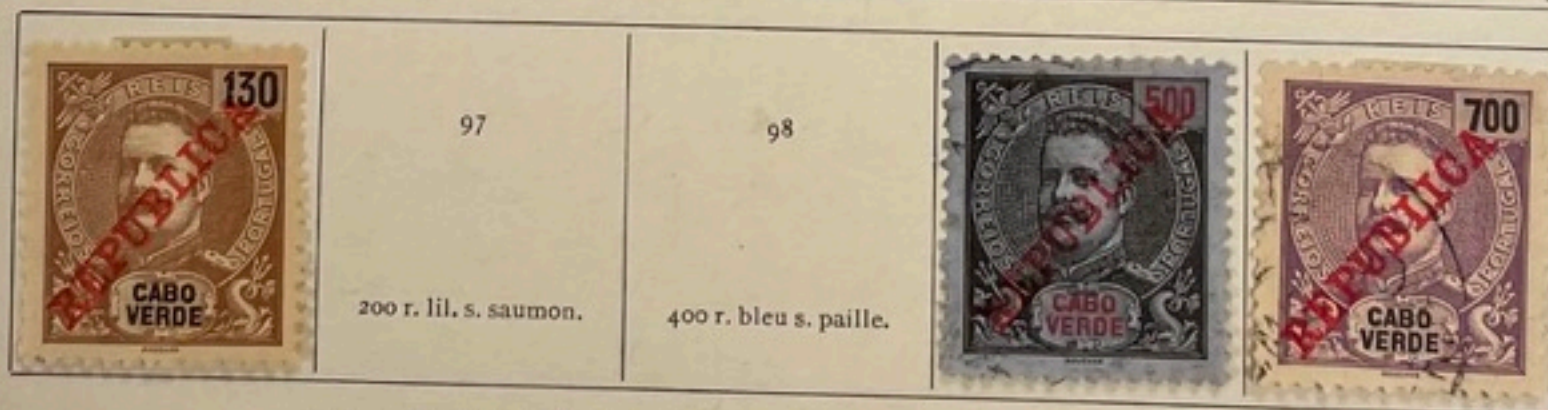 REIS
130
CORREIOS
PORTUGAL
REPUBLICA
CABO
VERDE
97
200 r. lil. s. saumon.
98
400 r. bleu s. paille.
REIS
500
CORREIOS
PORTUGAL
REPUBLICA
CABO
VERDE
REIS
700
CORREIOS
PORTUGAL
REPUBLICA
CABO
VERDE